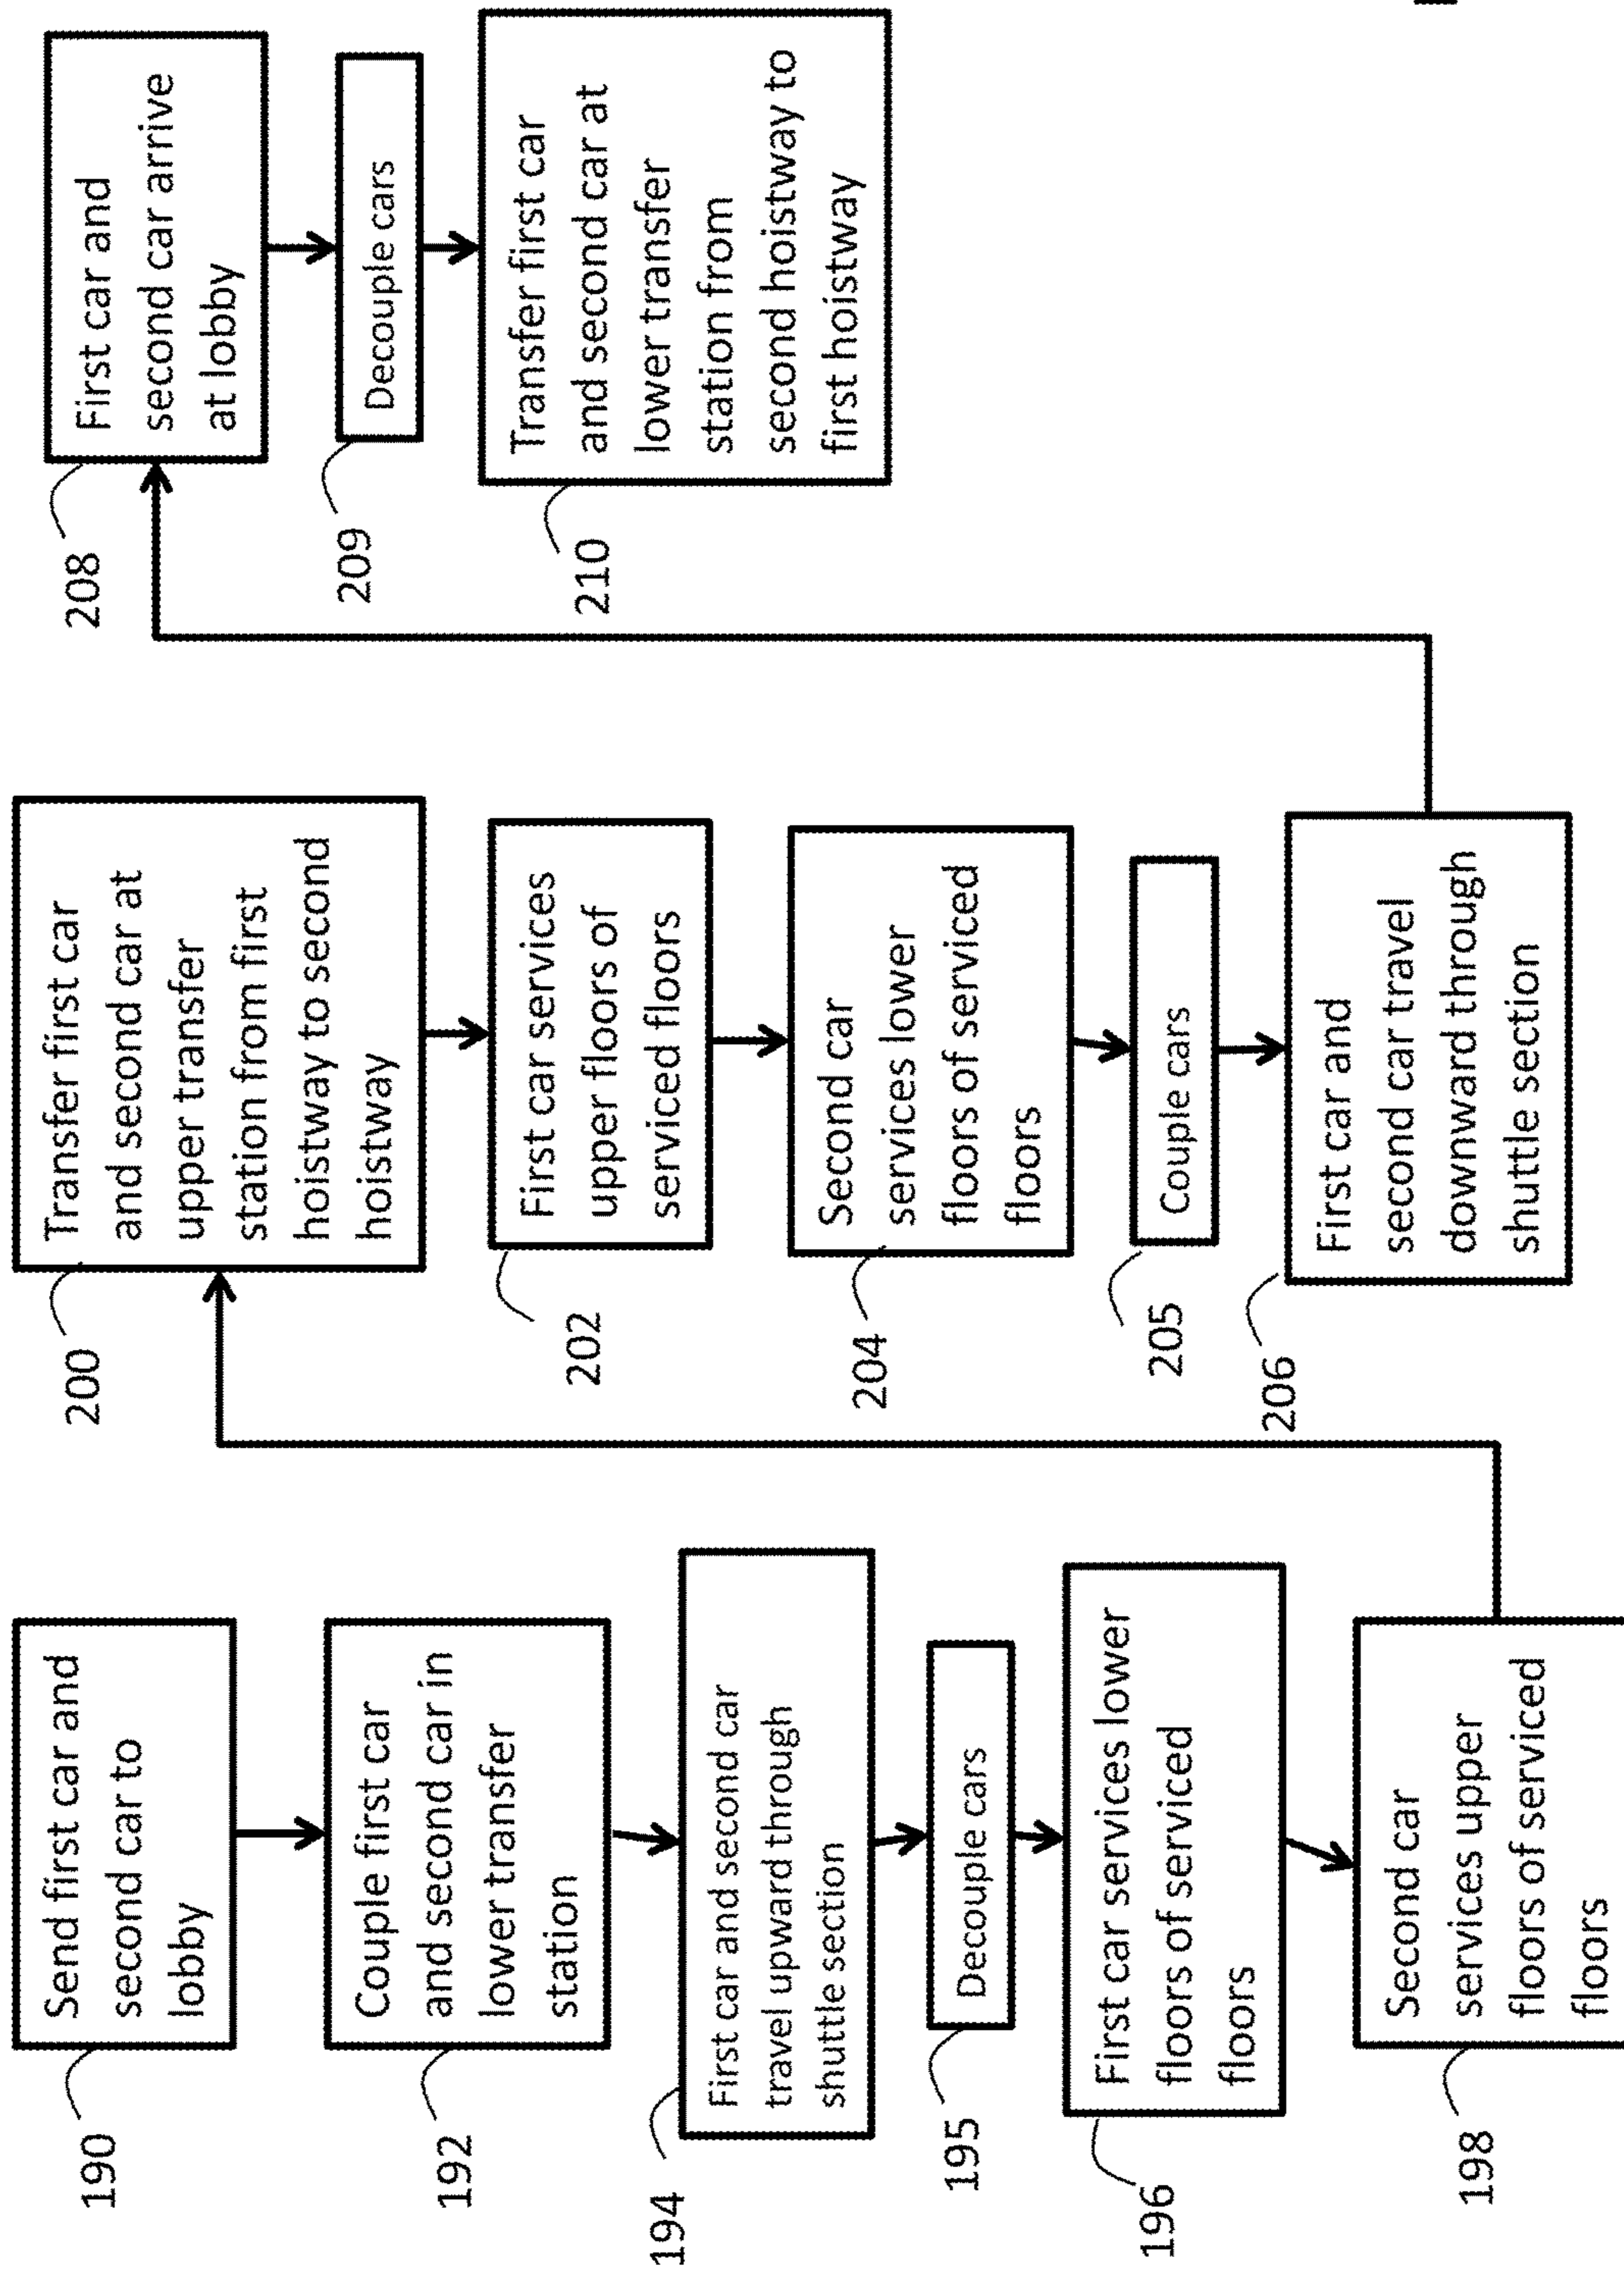 190
Send first car and
second car to
lobby
192
Couple first car
and second car in
lower transfer
station
194
First car and second car
travel upward through
shuttle section
195
Decouple cars
196
First car services lower
floors of serviced
floors
198
Second car
services upper
floors of serviced
floors
200
Transfer first car
and second car at
upper transfer
station from first
hoistway to second
hoistway
202
First car services
upper floors of
serviced floors
204
Second car
services lower
floors of serviced
floors
205
Couple cars
206
First car and
second car travel
downward through
shuttle section
208
First car and
second car arrive
at lobby
209
Decouple cars
210
Transfer first car
and second car at
lower transfer
station from
second hoistway to
first hoistway